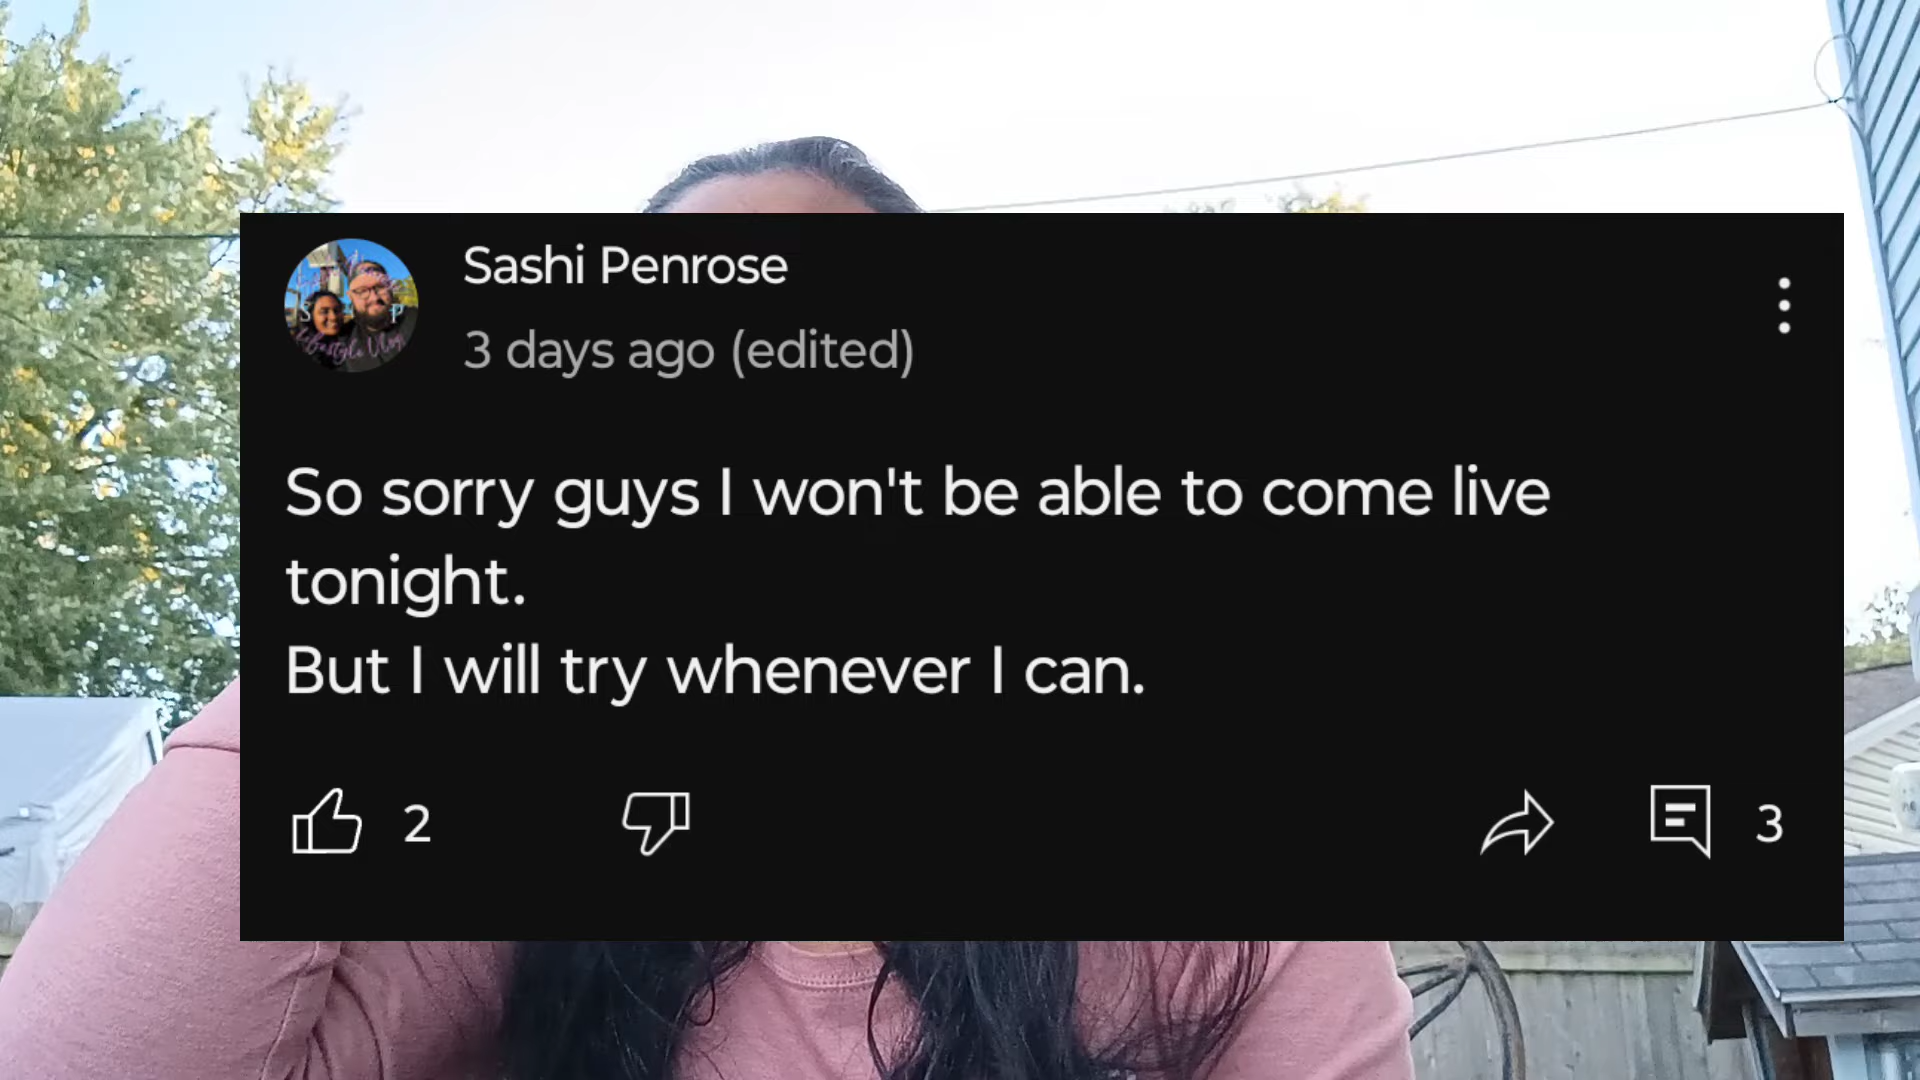 Sashi Penrose
3 days ago (edited)
So sorry guys I won't be able to come live
tonight.
But I will try whenever I can.
2
3